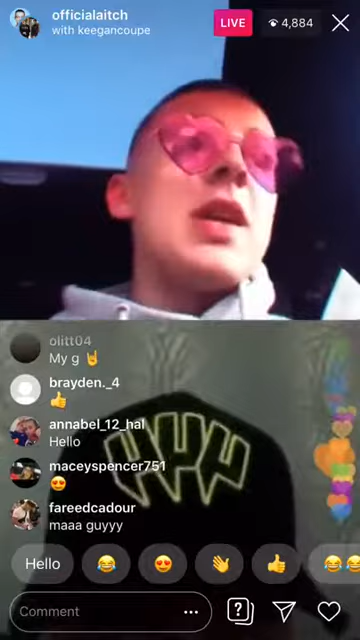 officialaitch
with keegancoupe
LIVE
4,884
olitt04
My g 🤘
brayden._4
👍
annabel_12_hal
Hello
maceyspencer751
😍
fareedcadour
maaa guyyy
Hello 😂 😍 👋 👍 😂😂
Comment